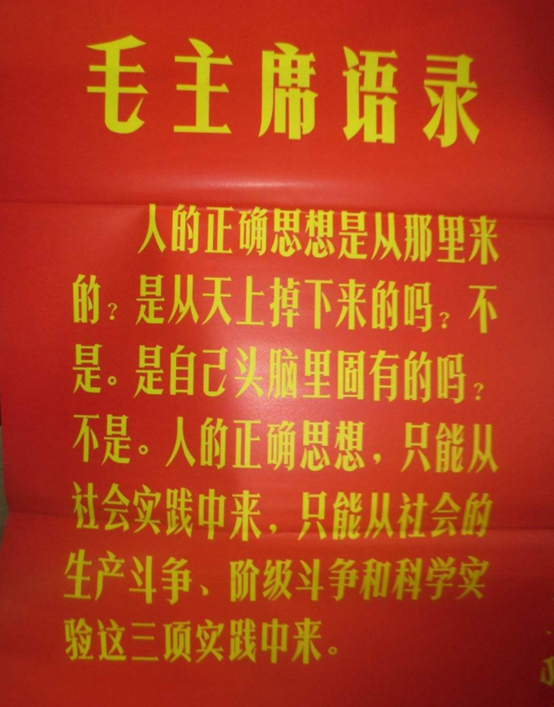 毛主席语录
人的正确思想是从那里来
的？是从天上掉下来的吗？不
是。是自己头脑里固有的吗？
不是。人的正确思想，只能从
社会实践中来，只能从社会的
生产斗争、阶级斗争和科学实
验这三项实践中来。